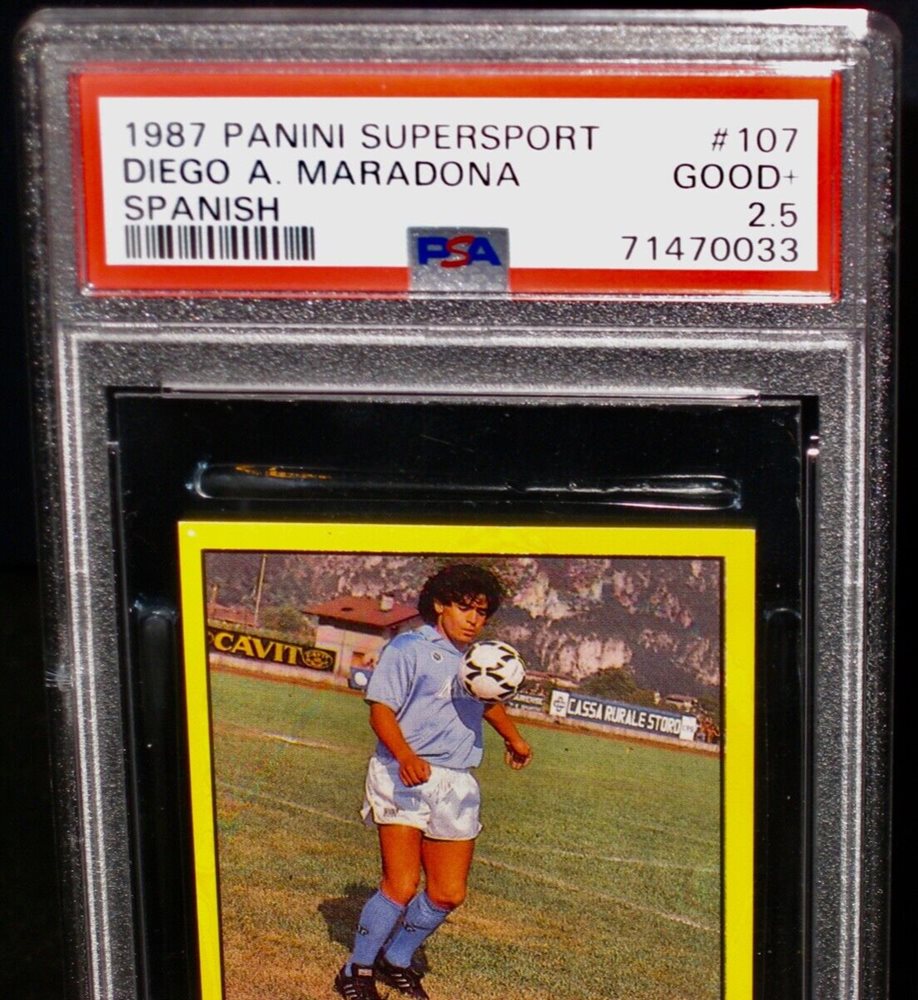 1987 PANINI SUPERSPORT #107
DIEGO A. MARADONA GOOD+
SPANISH 2.5
PSA 71470033
CAVIT
CASSA RURALE STORO